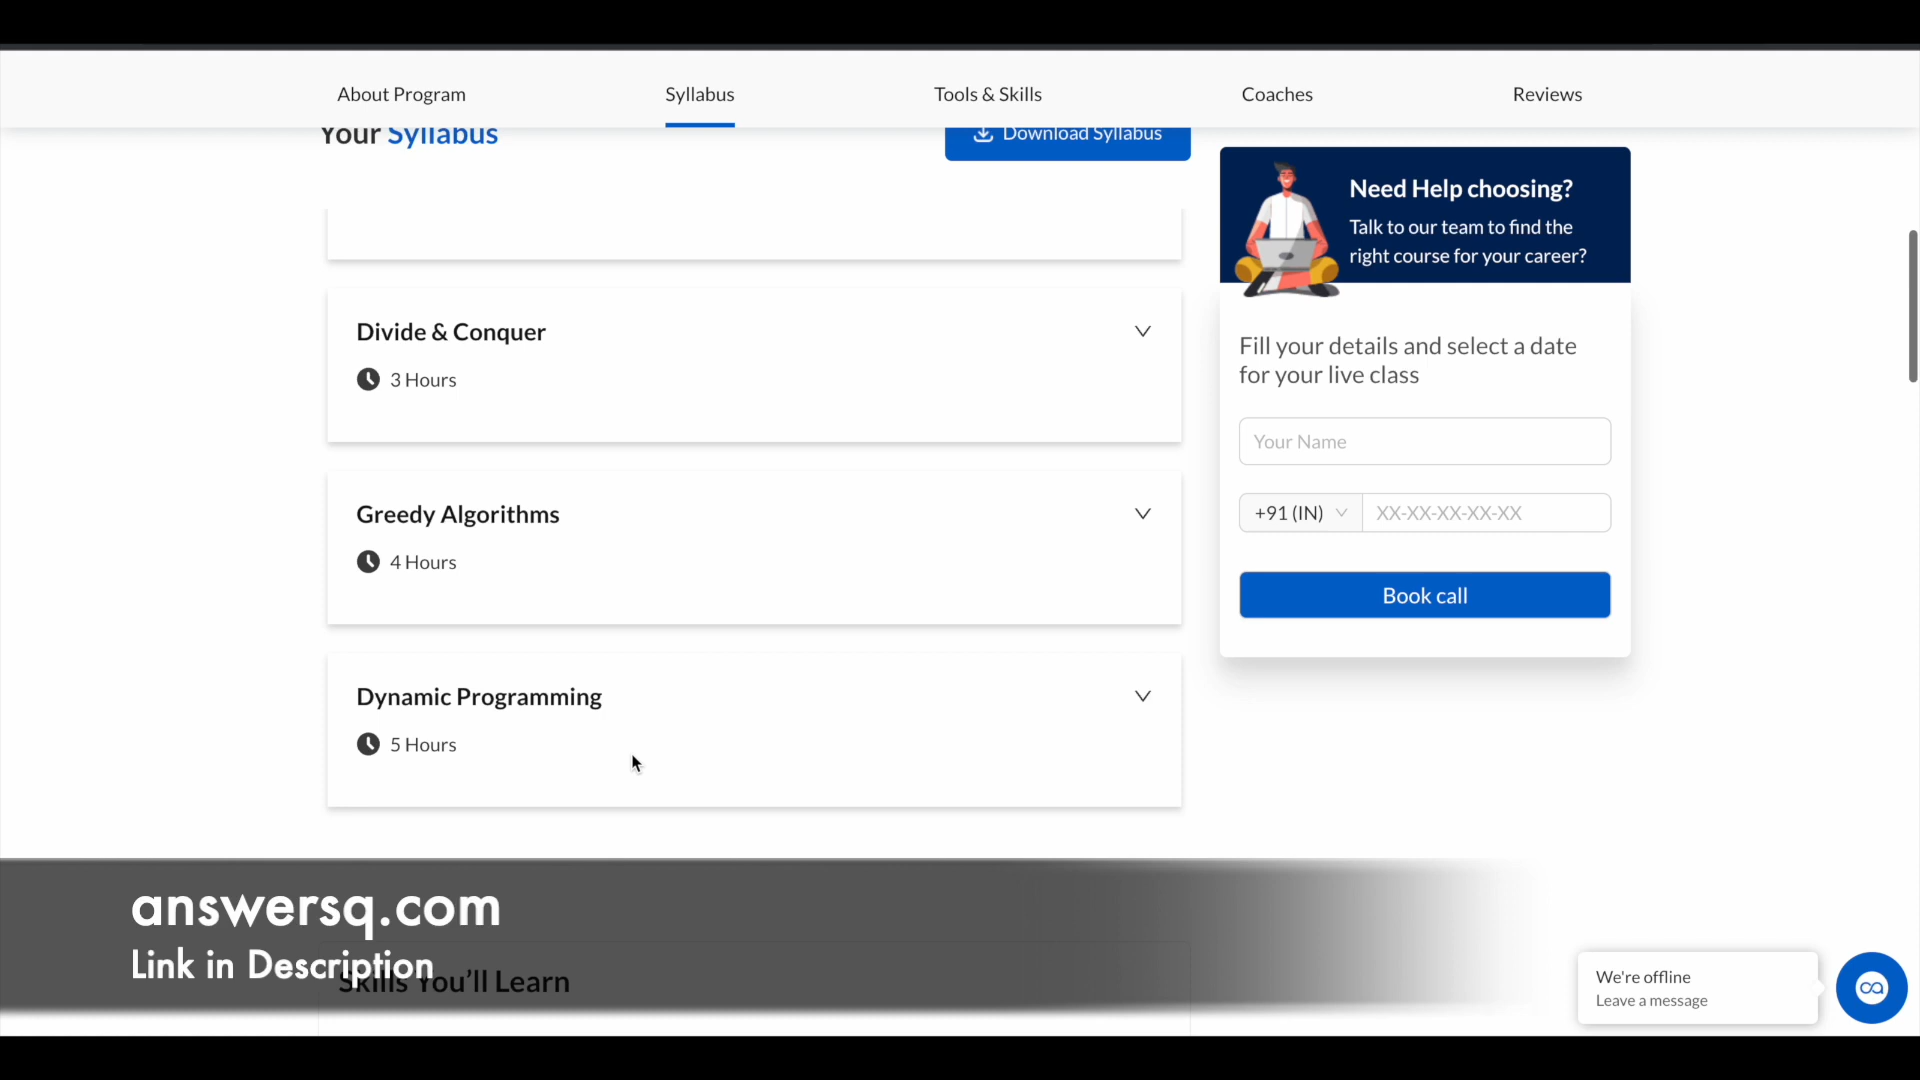 About Program
Syllabus
Tools & Skills
Coaches
Reviews
Your Syllabus
Download Syllabus
Need Help choosing?
Talk to our team to find the
right course for your career?
Divide & Conquer
3 Hours
Fill your details and select a date
for your live class
Your Name
Greedy Algorithms
+91 (IN)
XX-XX-XX-XX-XX
4 Hours
Book call
Dynamic Programming
5 Hours
answersq.com
Link in Description
Skills You'll Learn
We're offline
Leave a message